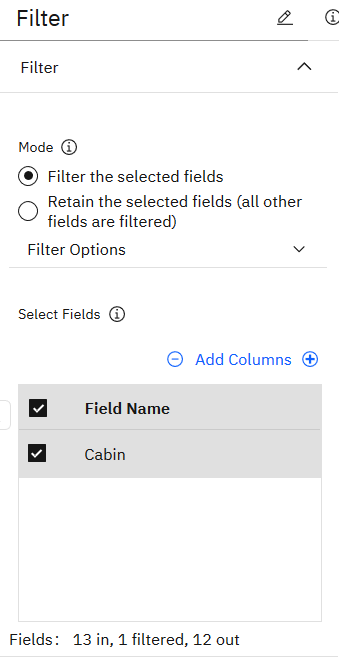 Filter
Filter
Mode
Filter the selected fields
Retain the selected fields (all other
fields are filtered)
Filter Options
Select Fields
Add Columns
Field Name
Cabin
Fields: 13 in, 1 filtered, 12 out